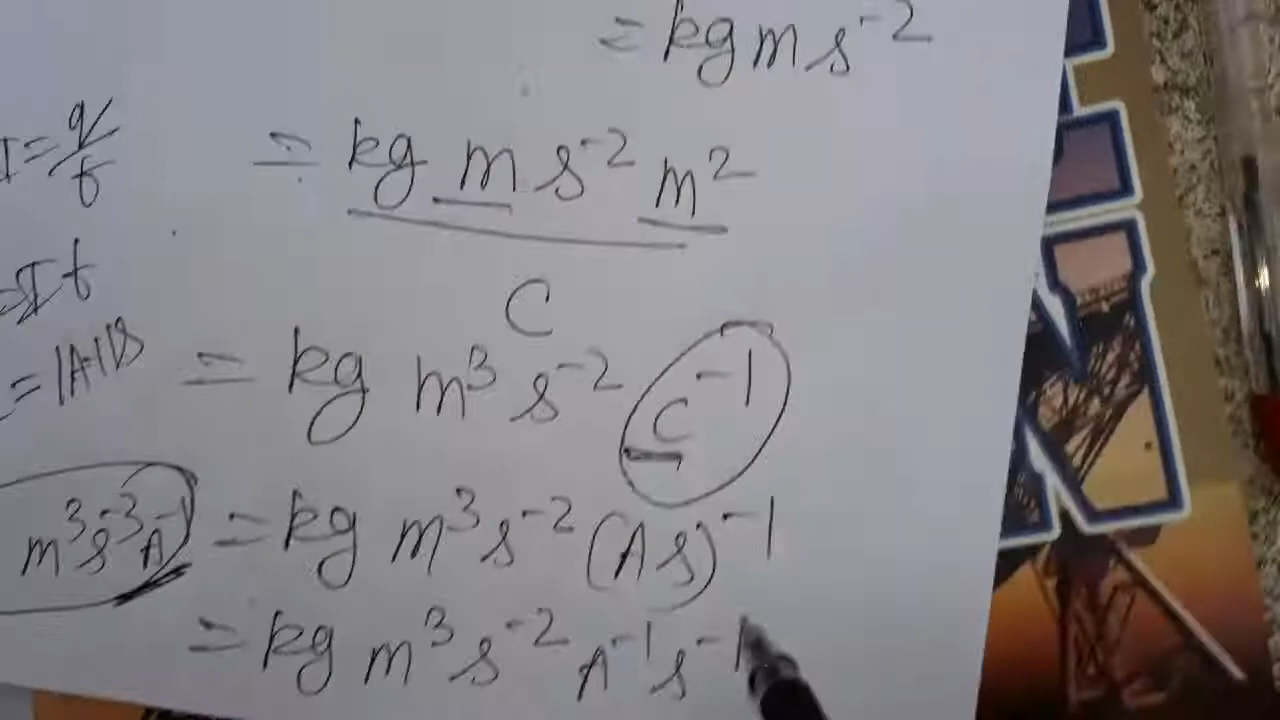 = kg m s⁻²
I = q/t
= kg m s⁻² m²
C
= It
= 1A·1s
= kg m³ s⁻² C⁻¹
m³ s⁻³ A⁻¹
= kg m³ s⁻² (A s)⁻¹
= kg m³ s⁻² A⁻¹ s⁻¹